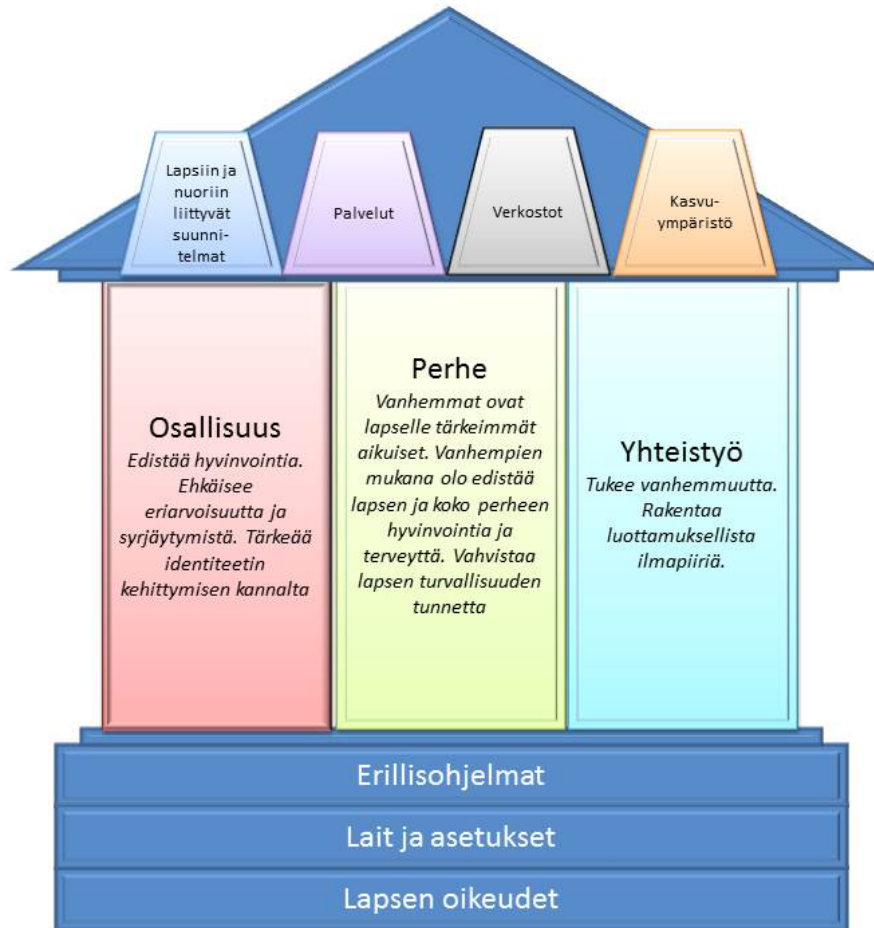 Lapsiin ja
nuoriin
liittyvät
suunni-
telmat
Palvelut
Verkostot
Kasvu-
ympäristö
Osallisuus
Edistää hyvinvointia.
Ehkäisee
eriarvoisuutta ja
syrjäytymistä. Tärkeää
identiteetin
kehittymisen kannalta
Perhe
Vanhemmat ovat
lapselle tärkeimmät
aikuiset. Vanhempien
mukana olo edistää
lapsen ja koko perheen
hyvinvointia ja
terveyttä. Vahvistaa
lapsen turvallisuuden
tunnetta
Yhteistyö
Tukee vanhemmuutta.
Rakentaa
luottamuksellista
ilmapiiriä.
Erillisohjelmat
Lait ja asetukset
Lapsen oikeudet